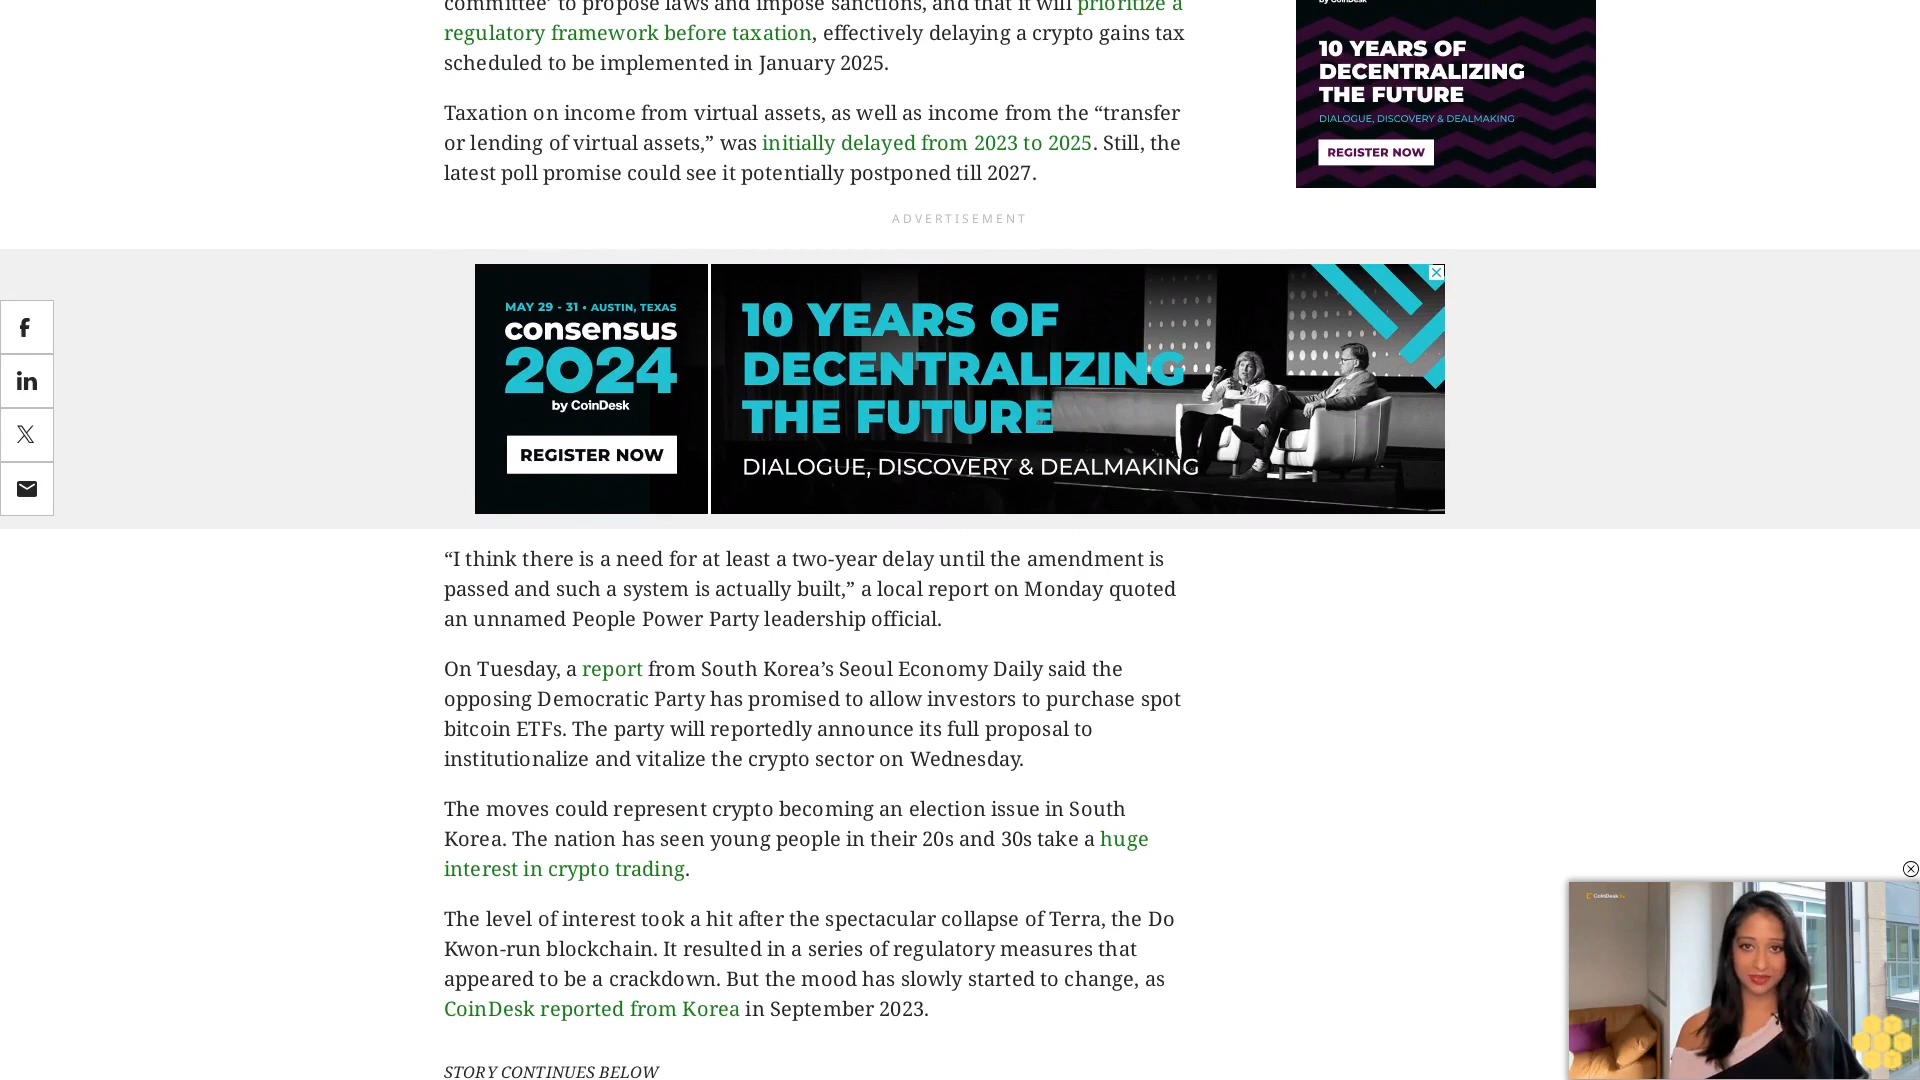 committee’ to propose laws and impose sanctions, and that it will prioritize a
regulatory framework before taxation, effectively delaying a crypto gains tax
scheduled to be implemented in January 2025.
Taxation on income from virtual assets, as well as income from the “transfer
or lending of virtual assets,” was initially delayed from 2023 to 2025. Still, the
latest poll promise could see it potentially postponed till 2027.
by CoinDesk
10 YEARS OF
DECENTRALIZING
THE FUTURE
DIALOGUE, DISCOVERY & DEALMAKING
REGISTER NOW
ADVERTISEMENT
MAY 29 - 31 • AUSTIN, TEXAS
consensus
2024
by CoinDesk
REGISTER NOW
10 YEARS OF
DECENTRALIZING
THE FUTURE
DIALOGUE, DISCOVERY & DEALMAKING
“I think there is a need for at least a two-year delay until the amendment is
passed and such a system is actually built,” a local report on Monday quoted
an unnamed People Power Party leadership official.
On Tuesday, a report from South Korea’s Seoul Economy Daily said the
opposing Democratic Party has promised to allow investors to purchase spot
bitcoin ETFs. The party will reportedly announce its full proposal to
institutionalize and vitalize the crypto sector on Wednesday.
The moves could represent crypto becoming an election issue in South
Korea. The nation has seen young people in their 20s and 30s take a huge
interest in crypto trading.
The level of interest took a hit after the spectacular collapse of Terra, the Do
Kwon-run blockchain. It resulted in a series of regulatory measures that
appeared to be a crackdown. But the mood has slowly started to change, as
CoinDesk reported from Korea in September 2023.
STORY CONTINUES BELOW
CoinDesk